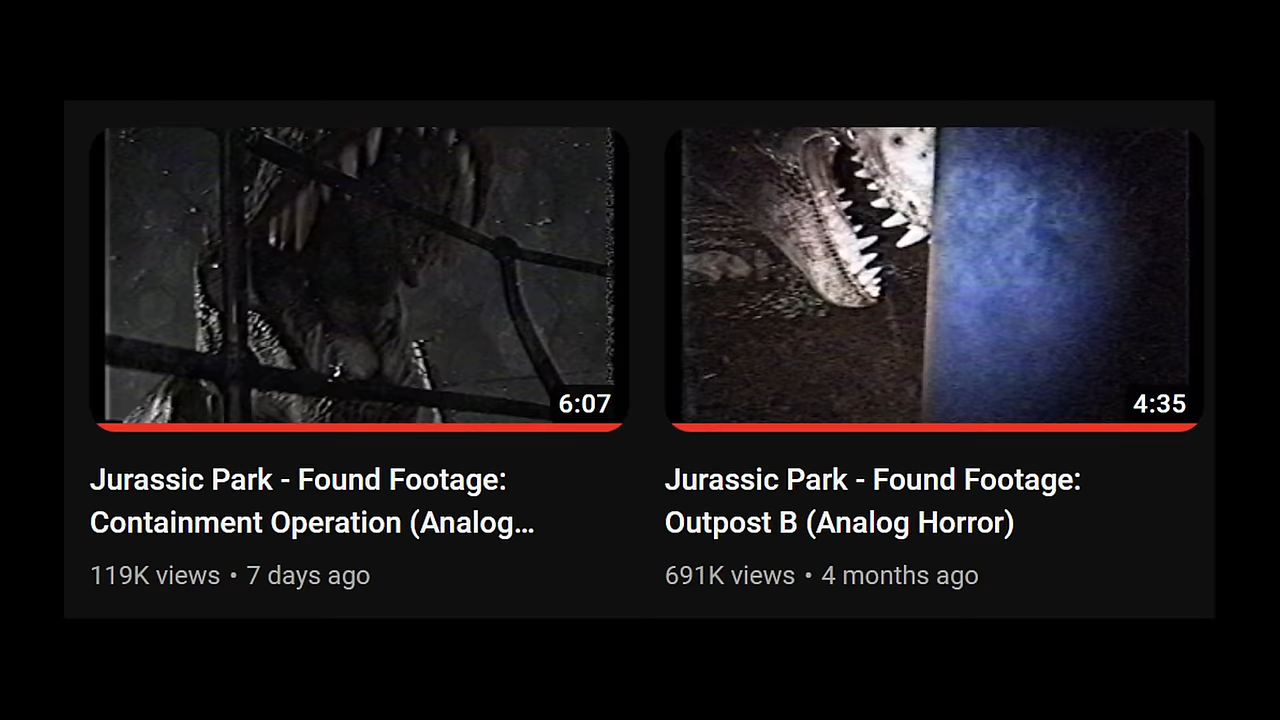 6:07
4:35
Jurassic Park - Found Footage:
Containment Operation (Analog...
119K views • 7 days ago
Jurassic Park - Found Footage:
Outpost B (Analog Horror)
691K views • 4 months ago